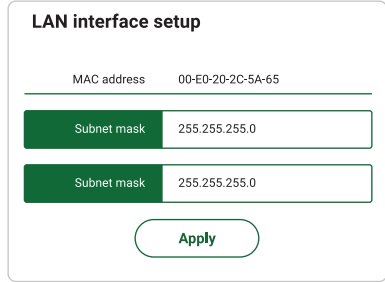 LAN interface setup
MAC address 00-E0-20-2C-5A-65
Subnet mask 255.255.255.0
Subnet mask 255.255.255.0
Apply